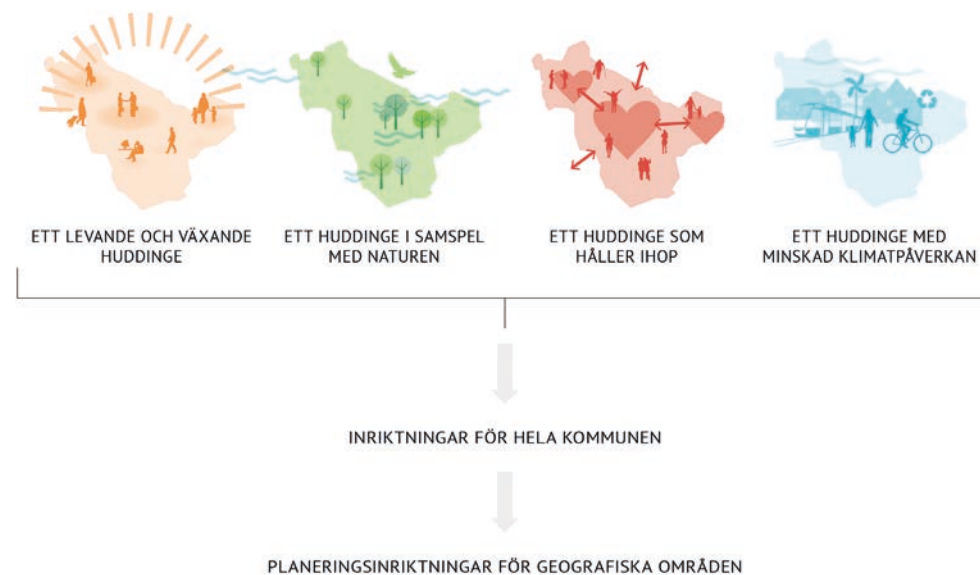 ETT LEVANDE OCH VÄXANDE
HUDDINGE
ETT HUDDINGE I SAMSPEL
MED NATUREN
ETT HUDDINGE SOM
HÅLLER IHOP
ETT HUDDINGE MED
MINSKAD KLIMATPÅVERKAN
INRIKTNINGAR FÖR HELA KOMMUNEN
PLANERINGSINRIKTNINGAR FÖR GEOGRAFISKA OMRÅDEN